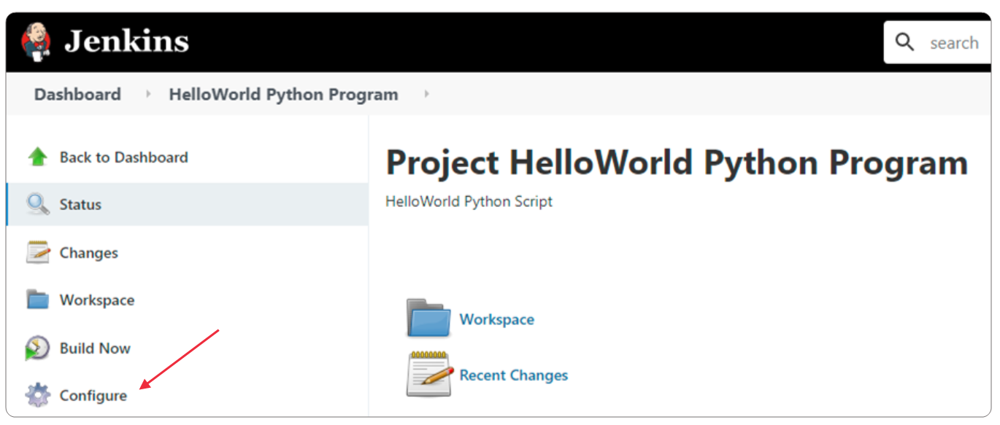 Jenkins
search
Dashboard
HelloWorld Python Program
Back to Dashboard
Status
Changes
Workspace
Build Now
Configure
Project HelloWorld Python Program
HelloWorld Python Script
Workspace
Recent Changes